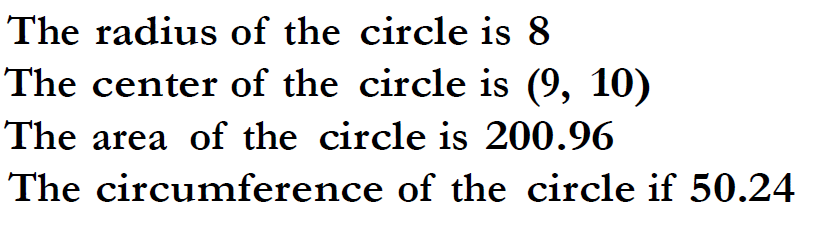 The radius of the circle is 8
The center of the circle is (9, 10)
The area of the circle is 200.96
The circumference of the circle if 50.24